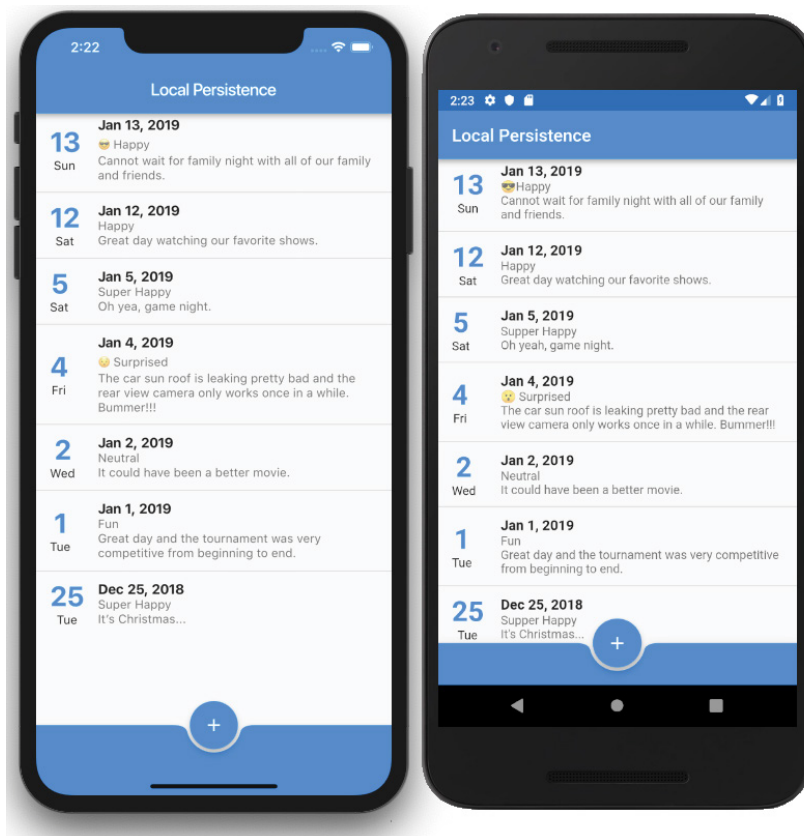 2:22
Local Persistence
13
Sun
Jan 13, 2019
😎 Happy
Cannot wait for family night with all of our family
and friends.
12
Sat
Jan 12, 2019
Happy
Great day watching our favorite shows.
5
Sat
Jan 5, 2019
Super Happy
Oh yea, game night.
4
Fri
Jan 4, 2019
Surprised
The car sun roof is leaking pretty bad and the
rear view camera only works once in a while.
Bummer!!!
2
Wed
Jan 2, 2019
Neutral
It could have been a better movie.
1
Tue
Jan 1, 2019
Fun
Great day and the tournament was very
competitive from beginning to end.
25
Tue
Dec 25, 2018
Super Happy
It's Christmas...
+
2:23
Local Persistence
13
Sun
Jan 13, 2019
😎Happy
Cannot wait for family night with all of our family
and friends.
12
Sat
Jan 12, 2019
Happy
Great day watching our favorite shows.
5
Sat
Jan 5, 2019
Supper Happy
Oh yeah, game night.
4
Fri
Jan 4, 2019
Surprised
The car sun roof is leaking pretty bad and the rear
view camera only works once in a while. Bummer!!!
2
Wed
Jan 2, 2019
Neutral
It could have been a better movie.
1
Tue
Jan 1, 2019
Fun
Great day and the tournament was very competitive
from beginning to end.
25
Tue
Dec 25, 2018
Supper Happy
It's Christmas...
+